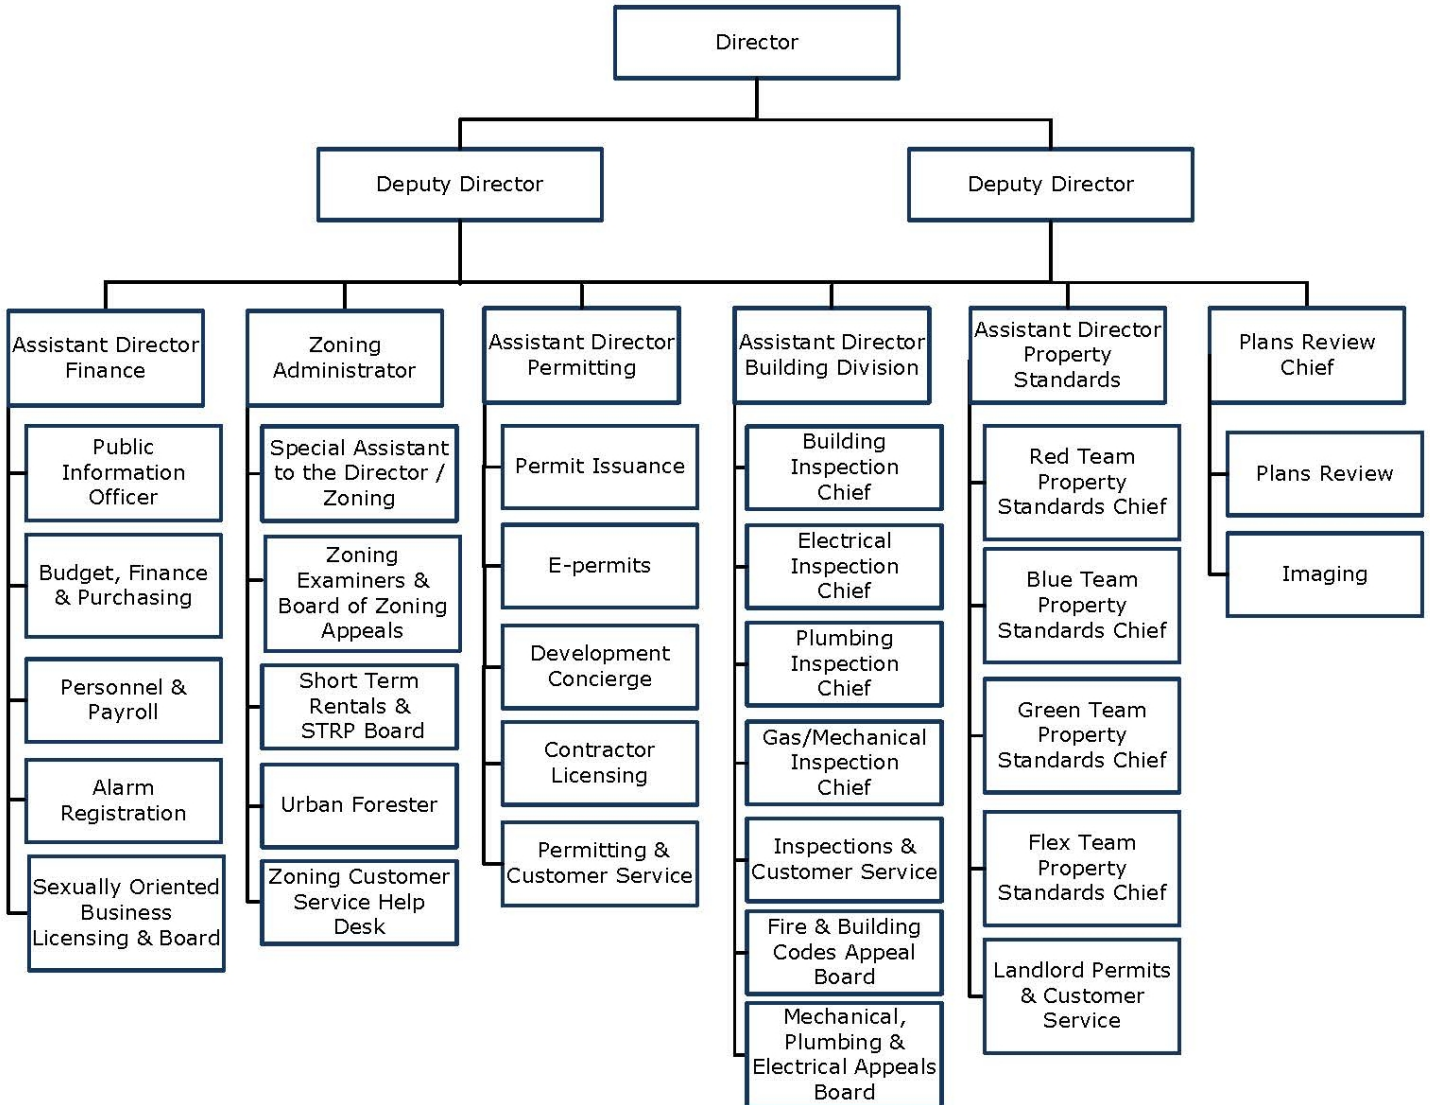 Director
Deputy Director
Deputy Director
Assistant Director
Finance
Zoning
Administrator
Assistant Director
Permitting
Assistant Director
Building Division
Assistant Director
Property
Standards
Plans Review
Chief
Public
Information
Officer
Budget, Finance
& Purchasing
Personnel &
Payroll
Alarm
Registration
Sexually Oriented
Business
Licensing & Board
Special Assistant
to the Director /
Zoning
Zoning
Examiners &
Board of Zoning
Appeals
Short Term
Rentals &
STRP Board
Urban Forester
Zoning Customer
Service Help
Desk
Permit Issuance
E-permits
Development
Concierge
Contractor
Licensing
Permitting &
Customer Service
Building
Inspection
Chief
Electrical
Inspection
Chief
Plumbing
Inspection
Chief
Gas/Mechanical
Inspection
Chief
Inspections &
Customer Service
Fire & Building
Codes Appeal
Board
Mechanical,
Plumbing &
Electrical Appeals
Board
Red Team
Property
Standards Chief
Blue Team
Property
Standards Chief
Green Team
Property
Standards Chief
Flex Team
Property
Standards Chief
Landlord Permits
& Customer
Service
Plans Review
Imaging